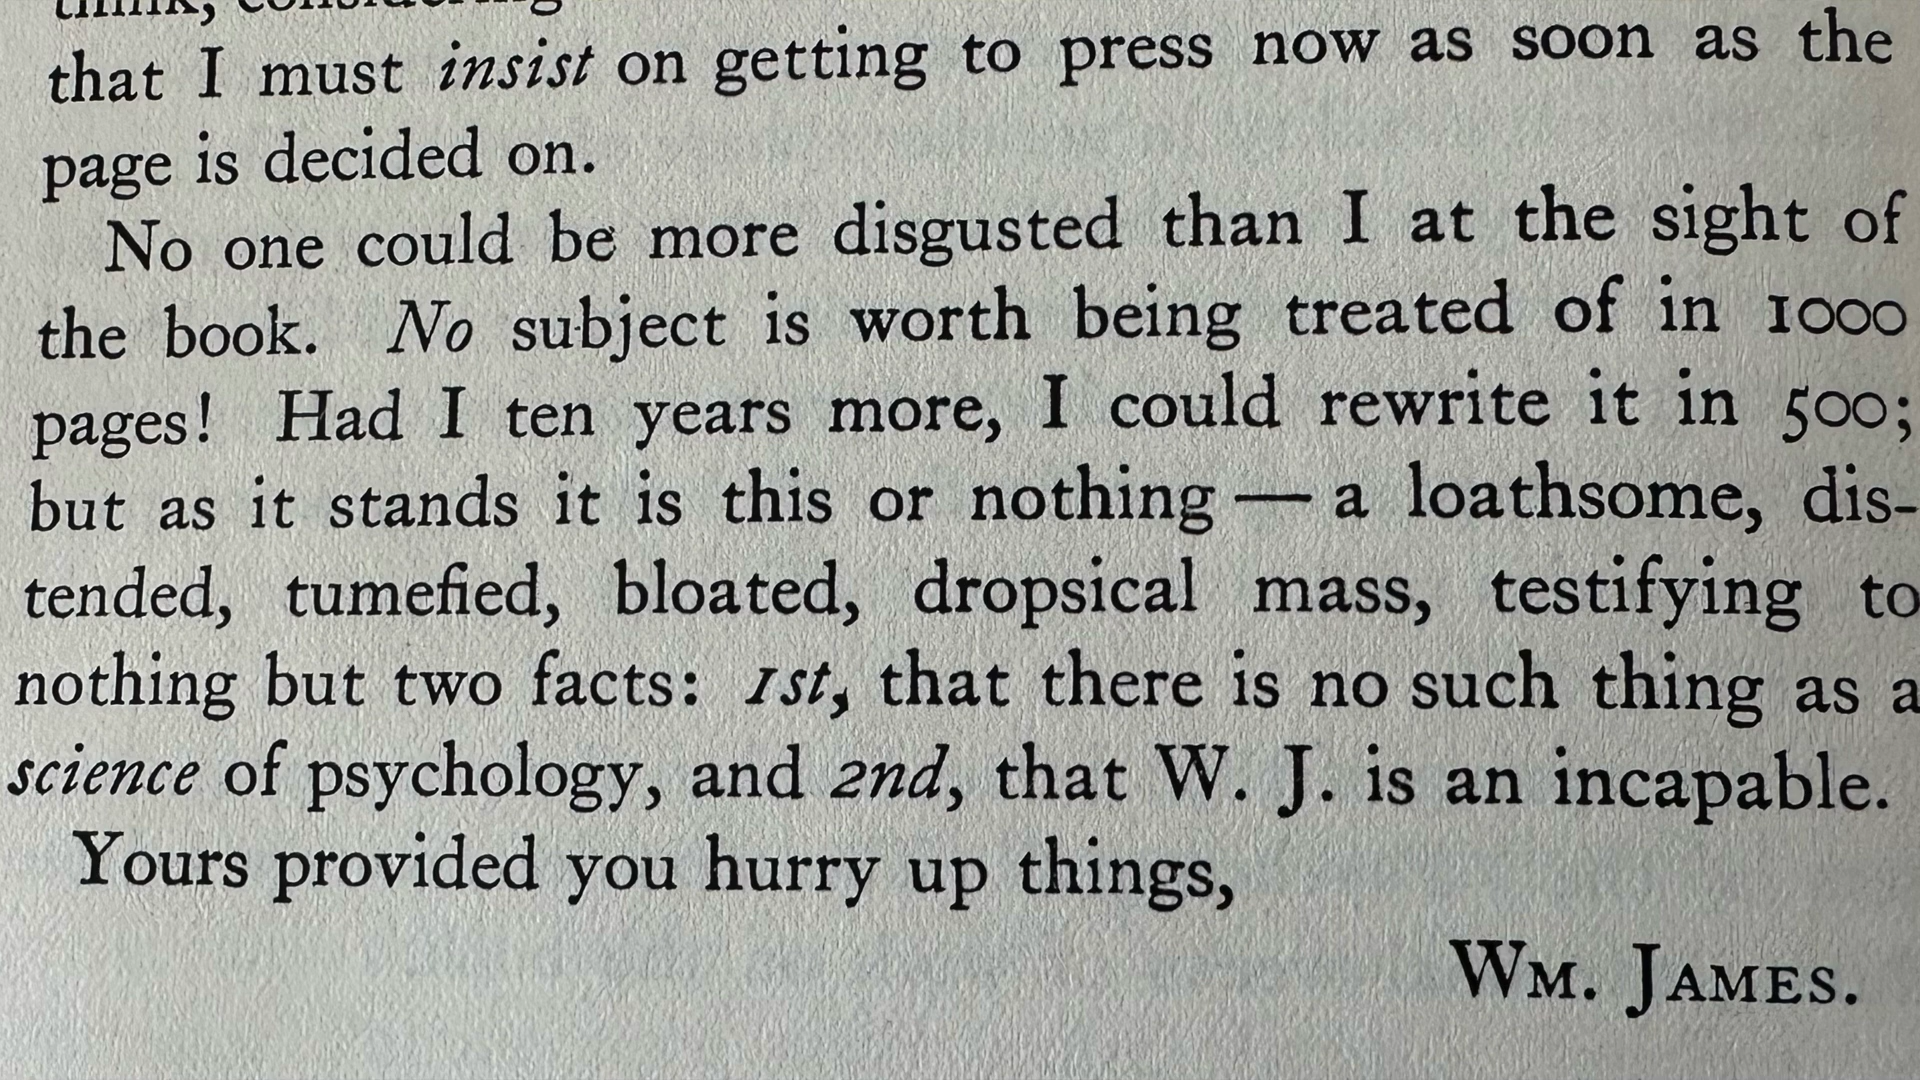 think, considering
that I must insist on getting to press now as soon as the
page is decided on.
No one could be more disgusted than I at the sight of
the book. No subject is worth being treated of in 1000
pages! Had I ten years more, I could rewrite it in 500;
but as it stands it is this or nothing — a loathsome, dis-
tended, tumefied, bloated, dropsical mass, testifying to
nothing but two facts: 1st, that there is no such thing as a
science of psychology, and 2nd, that W. J. is an incapable.
Yours provided you hurry up things,
WM. JAMES.